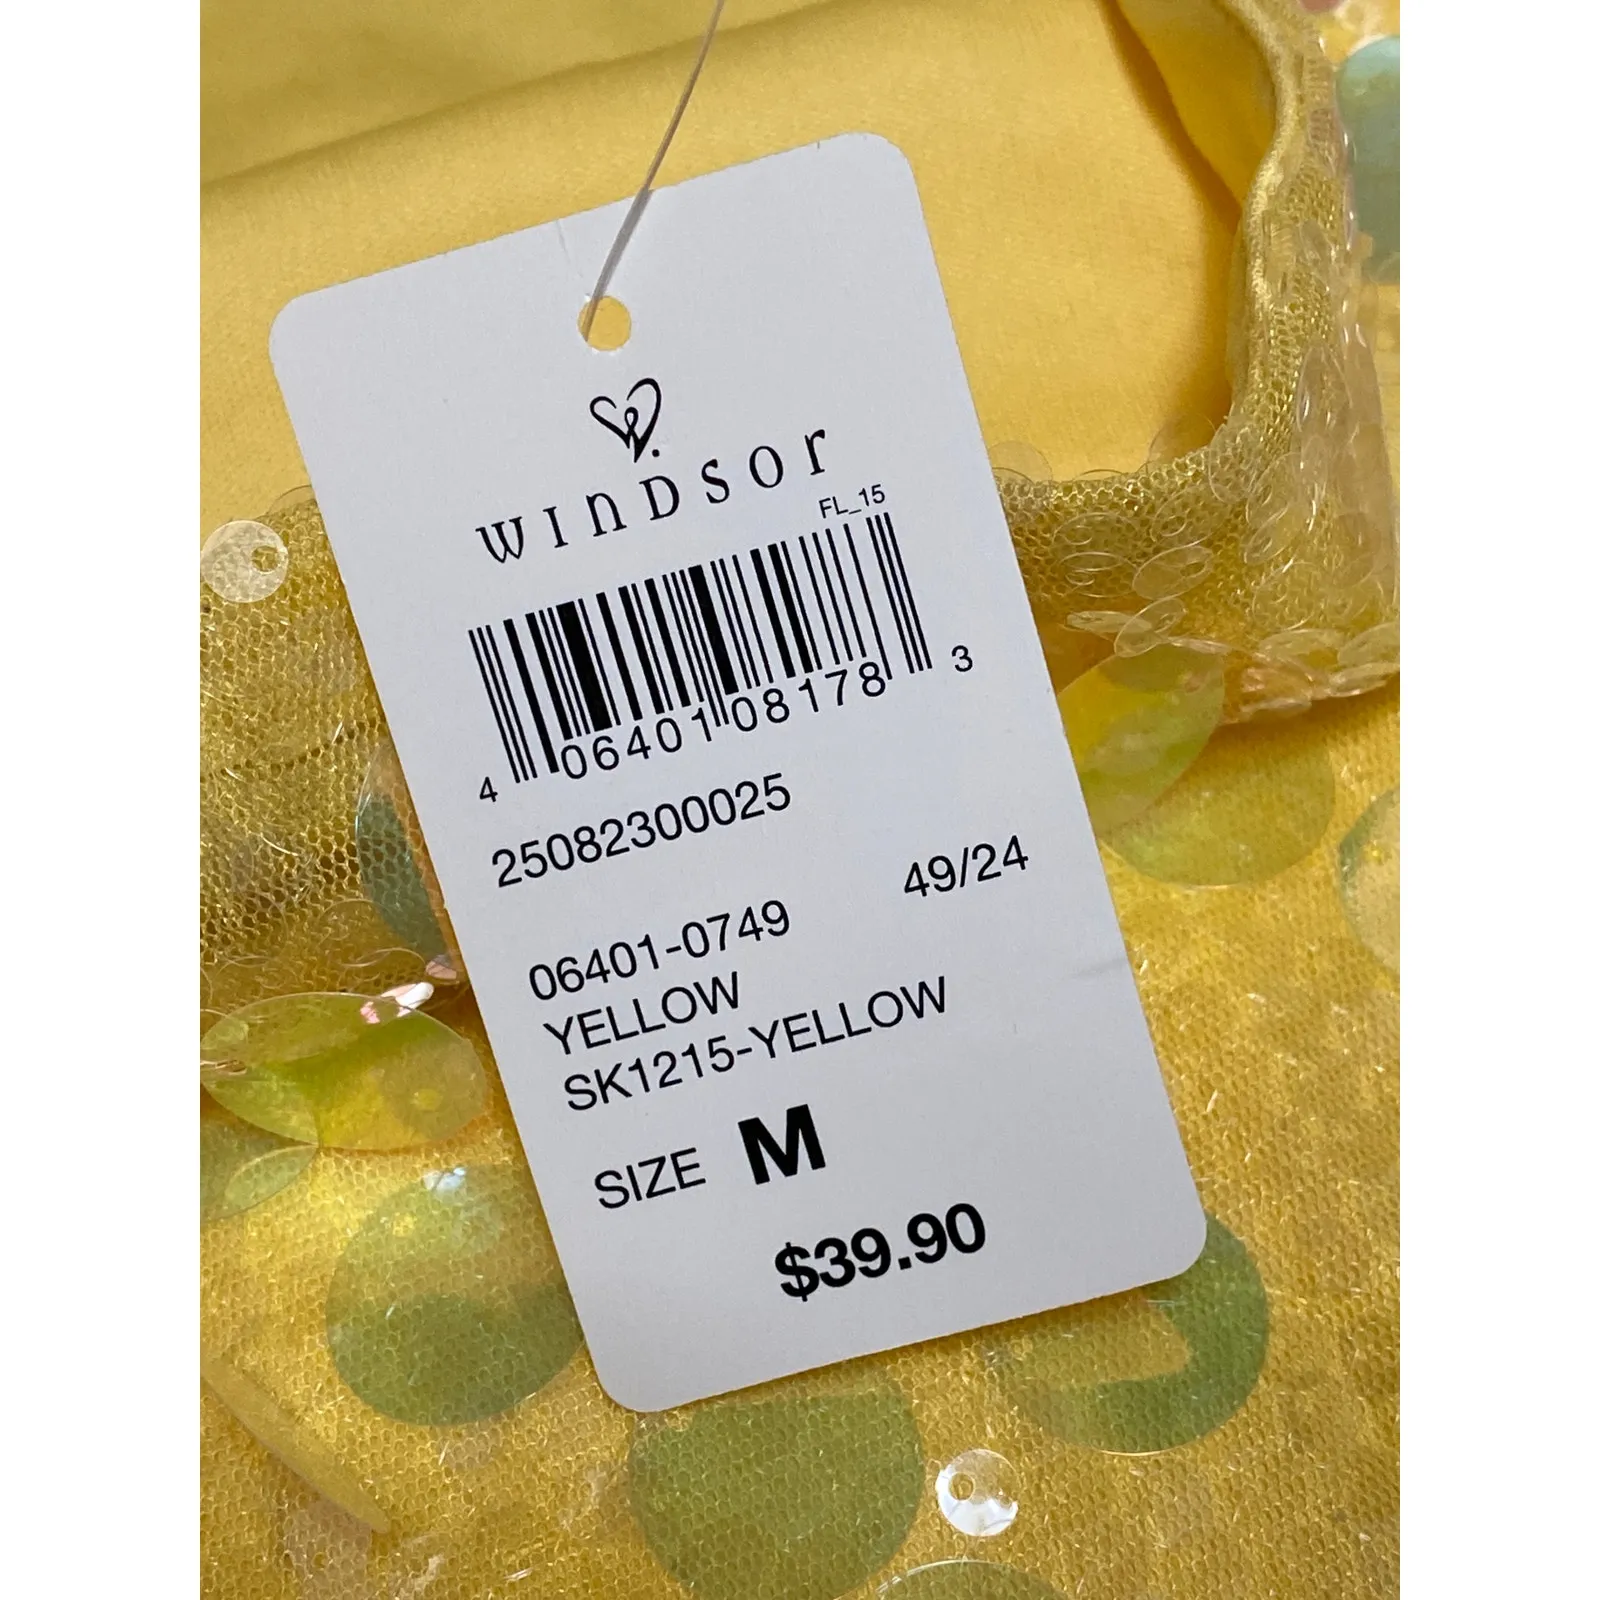 WINDSOR
FL_15
4 06401 08178 3
25082300025
49/24
06401-0749
YELLOW
SK1215-YELLOW
SIZE M
$39.90